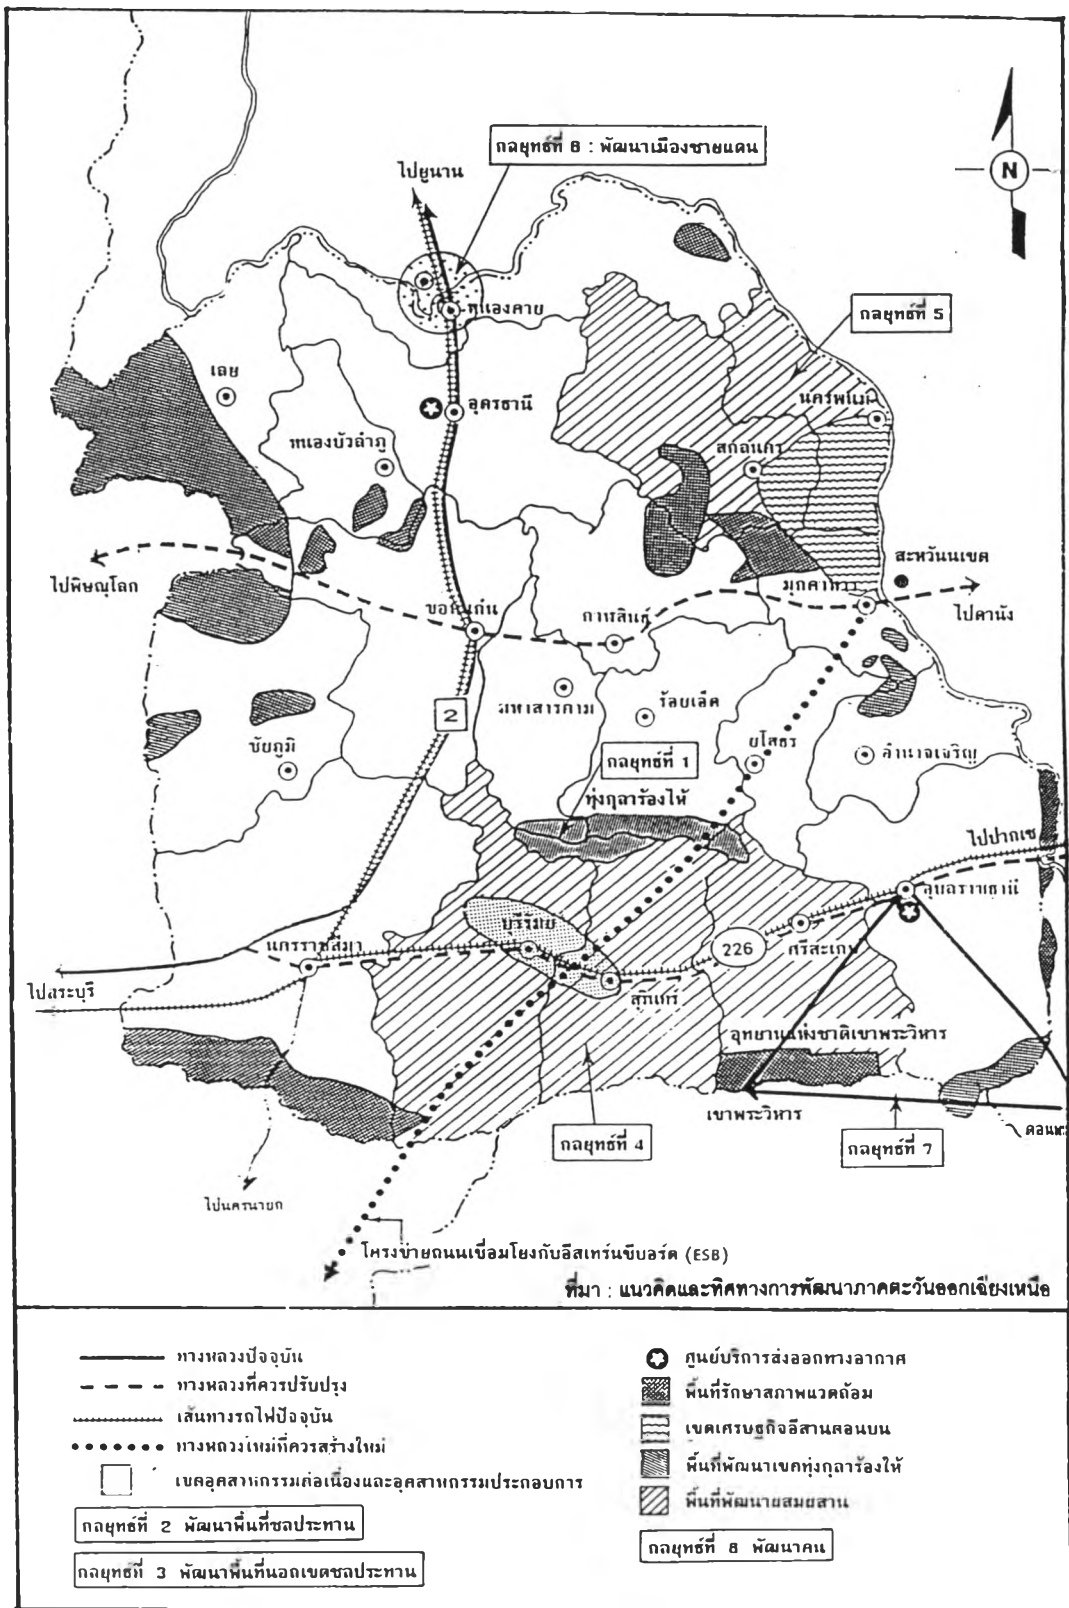 กลยุทธ์ที่ 6 : พัฒนาเมืองชายแดน
ไปยูนาน
N
หนองคาย
กลยุทธ์ที่ 5
เลย
อุดรธานี
นครพนม
หนองบัวลำภู
สกลนคร
สะหวันนเขต
ไปพิษณุโลก
มุกดาหาร
ไปดานัง
ขอนแก่น
กาฬสินธุ์
2
มหาสารคาม
ร้อยเอ็ด
ชัยภูมิ
ยโสธร
อำนาจเจริญ
กลยุทธ์ที่ 1
ทุ่งกุลาร้องไห้
ไปปากเซ
อุบลราชธานี
บุรีรัมย์
นครราชสีมา
226
ศรีสะเกษ
ไปสระบุรี
สุรินทร์
อุทยานแห่งชาติเขาพระวิหาร
เขาพระวิหาร
กลยุทธ์ที่ 4
กลยุทธ์ที่ 7
ไปนครนายก
โครงข่ายถนนเชื่อมโยงกับอีสเทร์นซีบอร์ด (ESB)
ที่มา : แนวคิดและทิศทางการพัฒนาภาคตะวันออกเฉียงเหนือ
ทางหลวงปัจจุบัน
ทางหลวงที่ควรปรับปรุง
เส้นทางรถไฟปัจจุบัน
ทางหลวงใหม่ที่ควรสร้างใหม่
เขตอุตสาหกรรมต่อเนื่องและอุตสาหกรรมประกอบการ
กลยุทธ์ที่ 2 พัฒนาพื้นที่ชลประทาน
กลยุทธ์ที่ 3 พัฒนาพื้นที่นอกเขตชลประทาน
ศูนย์บริการส่งออกทางอากาศ
พื้นที่รักษาสภาพแวดล้อม
เขตเศรษฐกิจอีสานตอนบน
พื้นที่พัฒนาเขตทุ่งกุลาร้องไห้
พื้นที่พัฒนาผสมผสาน
กลยุทธ์ที่ 8 พัฒนาคน